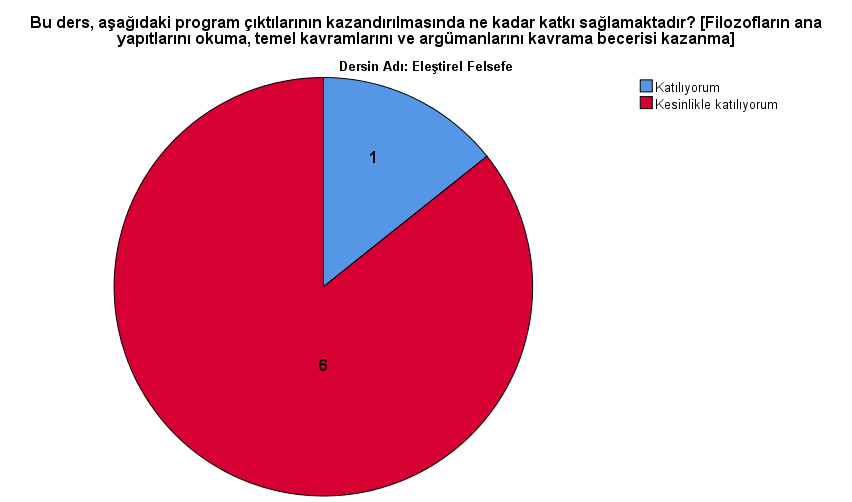 Bu ders, aşağıdaki program çıktılarının kazandırılmasında ne kadar katkı sağlamaktadır? [Filozofların ana
yapıtlarını okuma, temel kavramlarını ve argümanlarını kavrama becerisi kazanma]
Dersin Adı: Eleştirel Felsefe
Katılıyorum
Kesinlikle katılıyorum
1
6